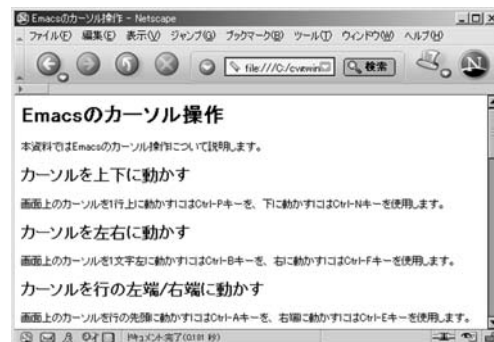 Emacsのカーソル操作 - Netscape
ファイル(F) 編集(E) 表示(V) ジャンプ(G) ブックマーク(B) ツール(T) ウィンドウ(W) ヘルプ(H)
file:///C:/cygwin 検索
Emacsのカーソル操作
本資料ではEmacsのカーソル操作について説明します。
カーソルを上下に動かす
画面上のカーソルを1行上に動かすにはCtrl-Pキーを、下に動かすにはCtrl-Nキーを使用します。
カーソルを左右に動かす
画面上のカーソルを1文字左に動かすにはCtrl-Bキーを、右に動かすにはCtrl-Fキーを使用します。
カーソルを行の左端/右端に動かす
画面上のカーソルを行の先頭に動かすにはCtrl-Aキーを、右端に動かすにはCtrl-Eキーを使用します。
ドキュメント: 完了(0.181 秒)